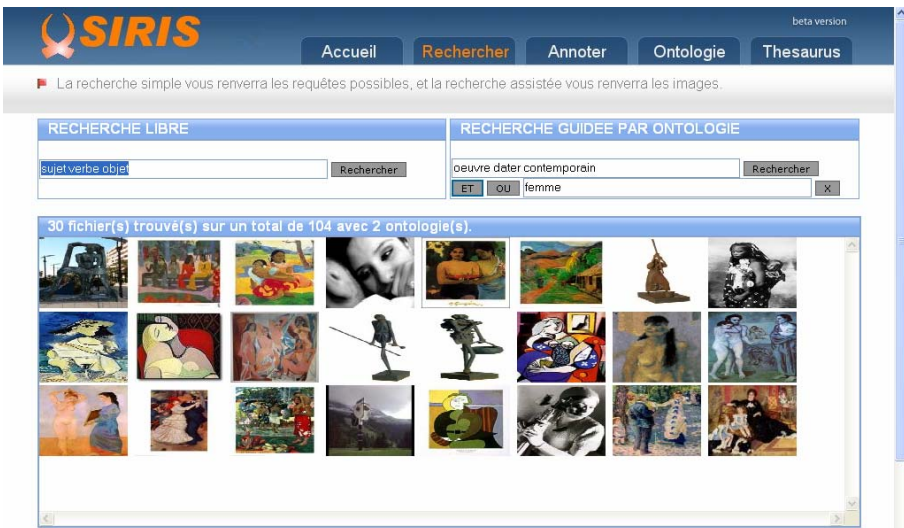 SIRIS
beta version
Accueil Rechercher Annoter Ontologie Thesaurus
La recherche simple vous renverra les requêtes possibles, et la recherche assistée vous renverra les images.
RECHERCHE LIBRE
sujet verbe objet Rechercher
RECHERCHE GUIDEE PAR ONTOLOGIE
oeuvre dater contemporain Rechercher
ET OU femme X
30 fichier(s) trouvé(s) sur un total de 104 avec 2 ontologie(s).